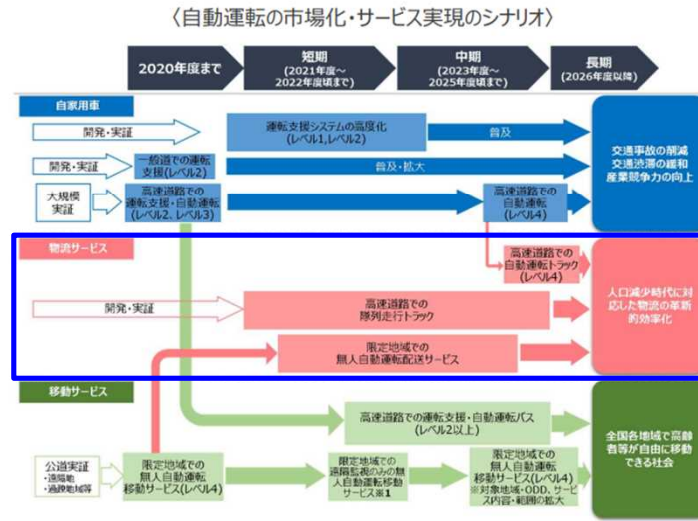 〈自動運転の市場化・サービス実現のシナリオ〉
2020年度まで
短期
(2021年度～
2022年度頃まで)
中期
(2023年度～
2025年度頃まで)
長期
(2026年度以降)
自家用車
開発・実証
運転支援システムの高度化
(レベル1,レベル2)
普及
開発・実証
一般道での運転
支援(レベル2)
普及・拡大
大規模
実証
高速道路での
運転支援・自動運転
(レベル2、レベル3)
高速道路での
自動運転
(レベル4)
交通事故の削減
交通渋滞の緩和
産業競争力の向上
物流サービス
高速道路での
自動運転トラック
(レベル4)
開発・実証
高速道路での
隊列走行トラック
限定地域での
無人自動運転配送サービス
人口減少時代に対
応した物流の革新
的効率化
移動サービス
高速道路での運転支援・自動運転バス
(レベル2以上)
公道実証
・遠隔地
・過疎地域等
限定地域での
無人自動運転
移動サービス(レベル4)
限定地域での
遠隔監視のみの無
人自動運転移動
サービス※1
限定地域での
無人自動運転
移動サービス(レベル4)
※対象地域・ODD、サービ
ス内容・範囲の拡大
全国各地域で高齢
者等が自由に移動
できる社会